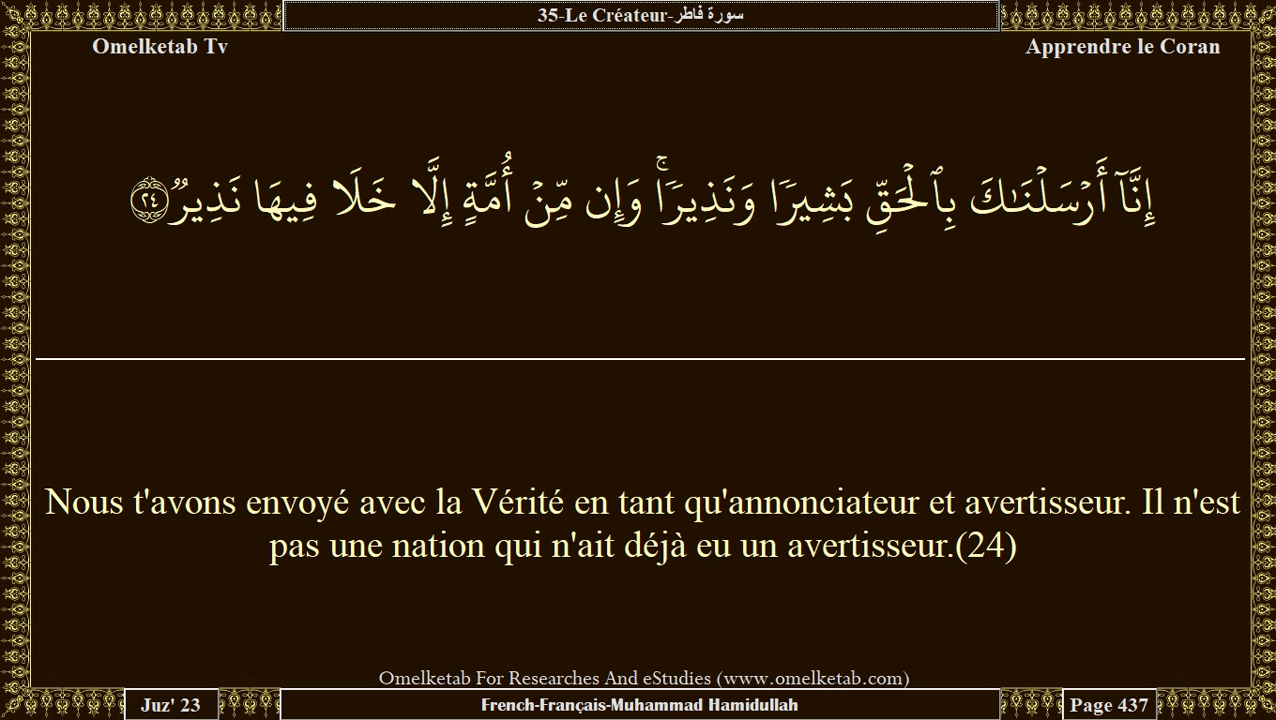 35-Le Créateur-سورة فاطر
Omelketab Tv
Apprendre le Coran
إِنَّآ أَرۡسَلۡنَٰكَ بِٱلۡحَقِّ بَشِيرٗا وَنَذِيرٗاۚ وَإِن مِّنۡ أُمَّةٍ إِلَّا خَلَا فِيهَا نَذِيرٞ ٢٤
Nous t'avons envoyé avec la Vérité en tant qu'annonciateur et avertisseur. Il n'est
pas une nation qui n'ait déjà eu un avertisseur.(24)
Omelketab For Researches And eStudies (www.omelketab.com)
Juz' 23
French-Français-Muhammad Hamidullah
Page 437